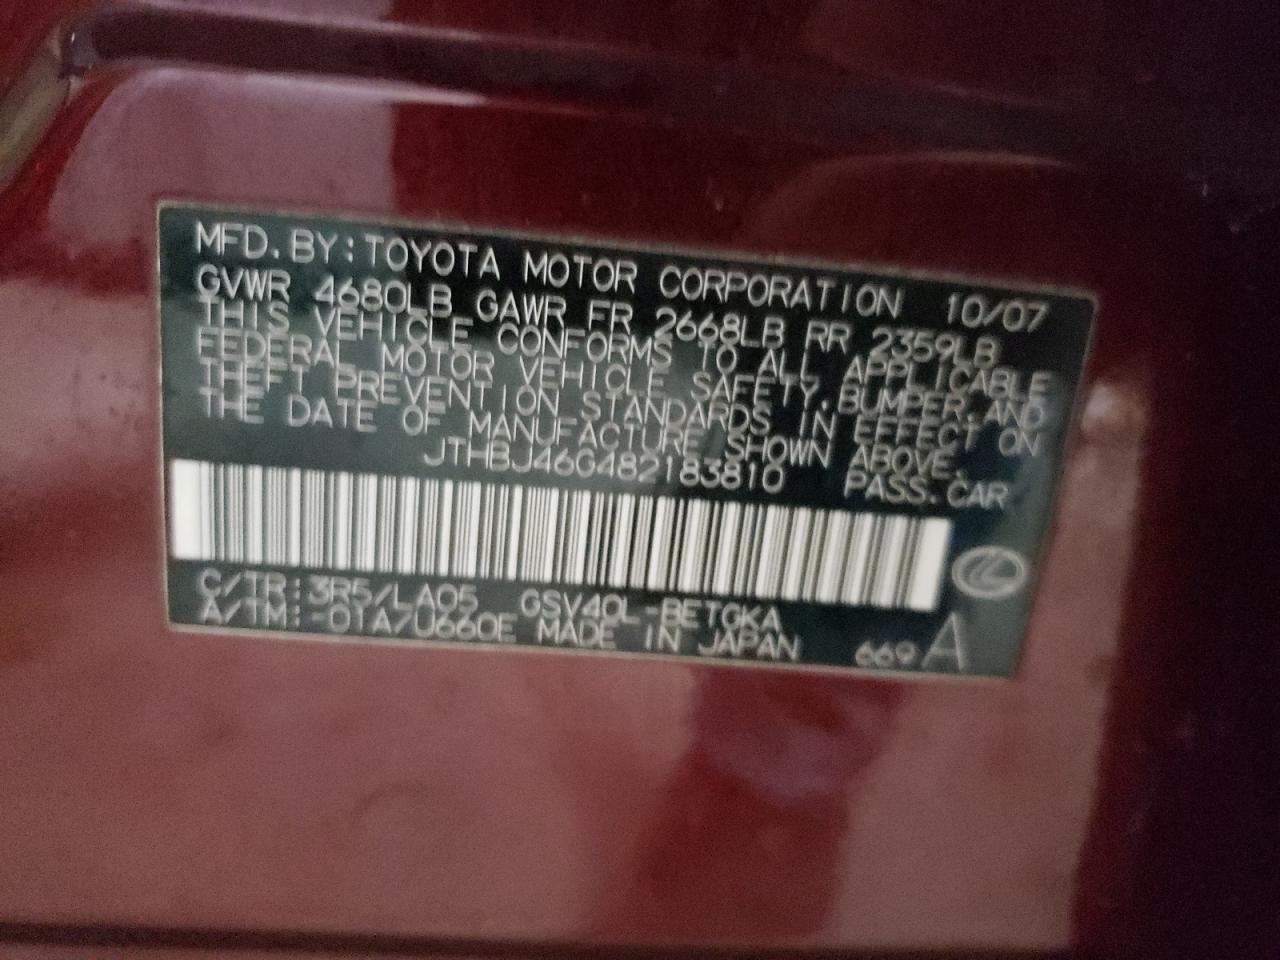 MFD.BY:TOYOTA MOTOR CORPORATION 10/07
GVWR 4680LB GAWR FR 2668LB RR 2359LB
THIS VEHICLE CONFORMS TO ALL APPLICABLE
FEDERAL MOTOR VEHICLE SAFETY,BUMPER,AND
THEFT PREVENTION STANDARDS IN EFFECT ON
THE DATE OF MANUFACTURE SHOWN ABOVE.
JTHBJ46G482183810 PASS.CAR
C/TR:3R5/LA05 GSV40L-BETGKA
A/TM:-01A/U660E MADE IN JAPAN 669 A